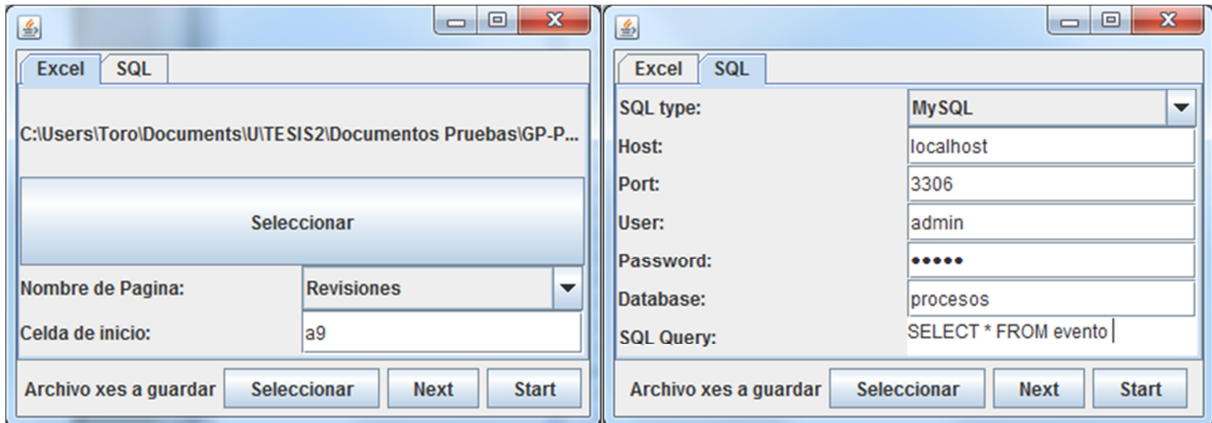 Excel SQL
C:\Users\Toro\Documents\U\TESIS2\Documentos Pruebas\GP-P...
Seleccionar
Nombre de Pagina: Revisiones
Celda de inicio: a9
Archivo xes a guardar Seleccionar Next Start
Excel SQL
SQL type: MySQL
Host: localhost
Port: 3306
User: admin
Password: •••••
Database: procesos
SQL Query: SELECT * FROM evento
Archivo xes a guardar Seleccionar Next Start